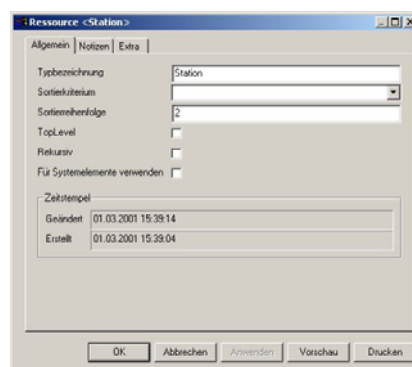 Ressource <Station>
Allgemein Notizen Extra
Typbezeichnung Station
Sortierkriterium
Sortierreihenfolge 2
TopLevel
Rekursiv
Für Systemelemente verwenden
Zeitstempel
Geändert 01.03.2001 15:39:14
Erstellt 01.03.2001 15:39:04
OK Abbrechen Anwenden Vorschau Drucken